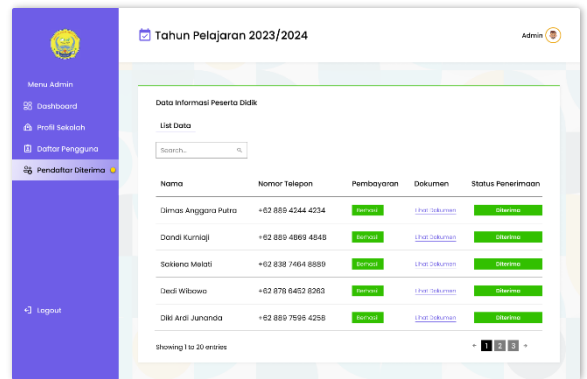 Tahun Pelajaran 2023/2024
Admin
Menu Admin
Dashboard
Profil Sekolah
Daftar Pengguna
Pendaftar Diterima
Logout
Data Informasi Peserta Didik
List Data
Search..
Nama Nomor Telepon Pembayaran Dokumen Status Penerimaan
Dimas Anggara Putra +62 889 4244 4234 Berhasil Lihat Dokumen Diterima
Dandi Kurniaji +62 889 4869 4848 Berhasil Lihat Dokumen Diterima
Sakiena Melati +62 838 7464 8889 Berhasil Lihat Dokumen Diterima
Dedi Wibowo +62 878 6452 8263 Berhasil Lihat Dokumen Diterima
Diki Ardi Junanda +62 889 7596 4258 Berhasil Lihat Dokumen Diterima
Showing 1 to 20 entries
1 2 3